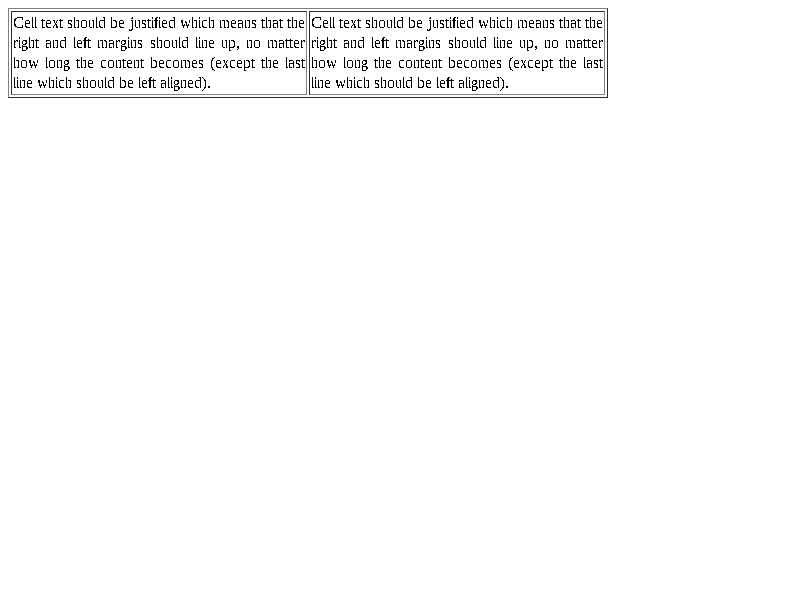 Cell text should be justified which means that the
right and left margins should line up, no matter
how long the content becomes (except the last
line which should be left aligned).
Cell text should be justified which means that the
right and left margins should line up, no matter
how long the content becomes (except the last
line which should be left aligned).